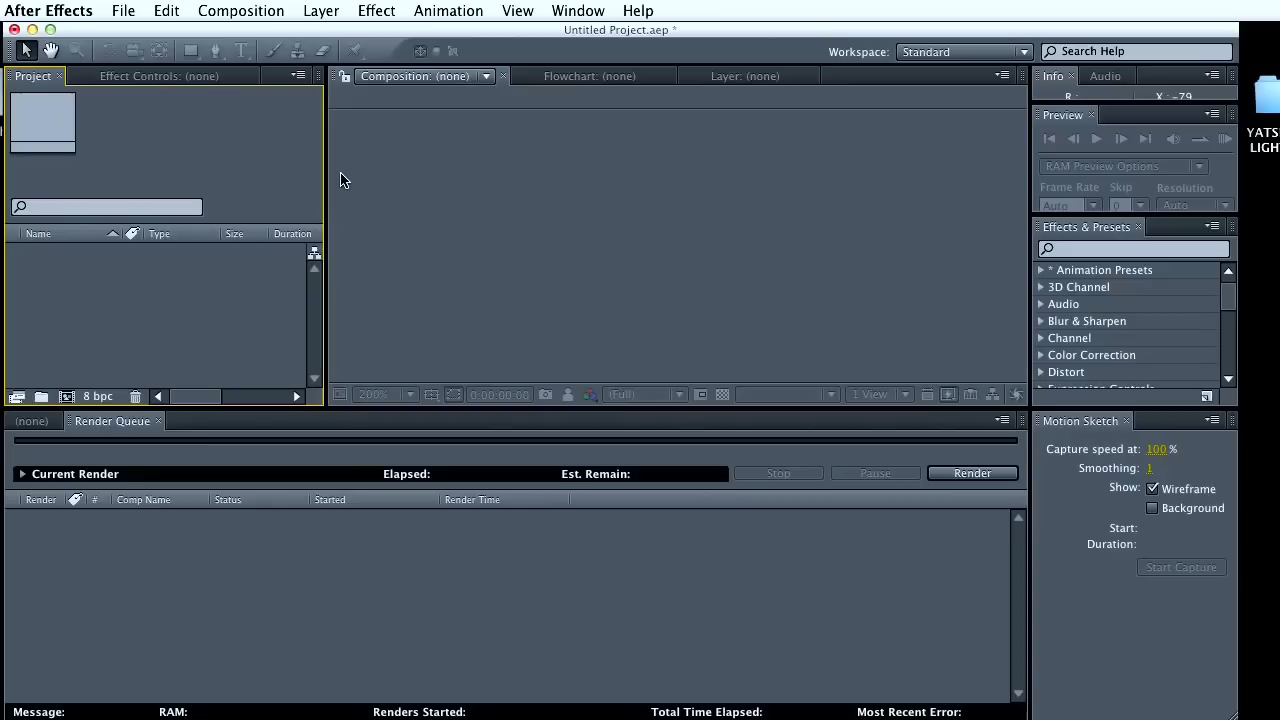 After Effects File Edit Composition Layer Effect Animation View Window Help
Untitled Project.aep *
Workspace: Standard Search Help
Project Effect Controls: (none) Composition: (none) Flowchart: (none) Layer: (none) Info Audio
R: X: -79
Preview
RAM Preview Options
Frame Rate Skip Resolution
Auto 0 Auto
YATS
LIGH
Name Type Size Duration
Effects & Presets
* Animation Presets
3D Channel
Audio
Blur & Sharpen
Channel
Color Correction
Distort
Expression Controls
8 bpc 200% 0:00:00:00 (Full) 1 View
(none) Render Queue
Current Render Elapsed: Est. Remain: Stop Pause Render
Render # Comp Name Status Started Render Time
Motion Sketch
Capture speed at: 100 %
Smoothing: 1
Show: Wireframe
Background
Start:
Duration:
Start Capture
Message: RAM: Renders Started: Total Time Elapsed: Most Recent Error: